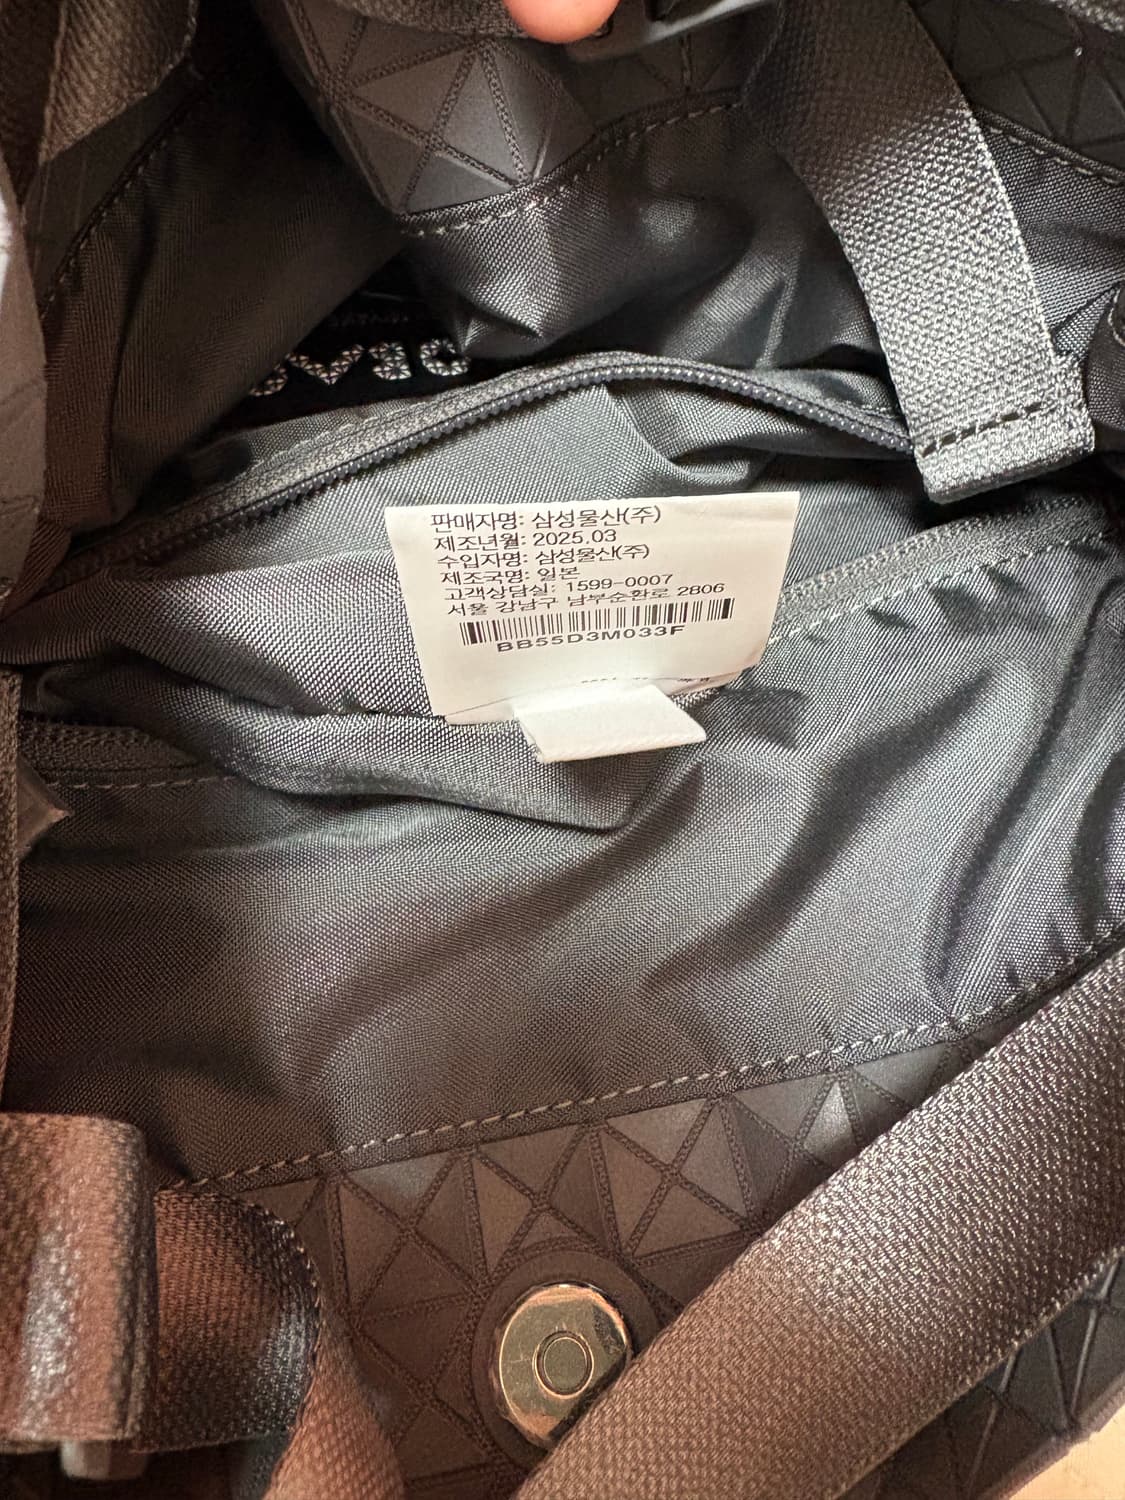 판매자명: 삼성물산(주)
제조년월: 2025.03
수입자명: 삼성물산(주)
제조국명: 일본
고객상담실: 1599-0007
서울 강남구 남부순환로 2806
BB55D3M033F